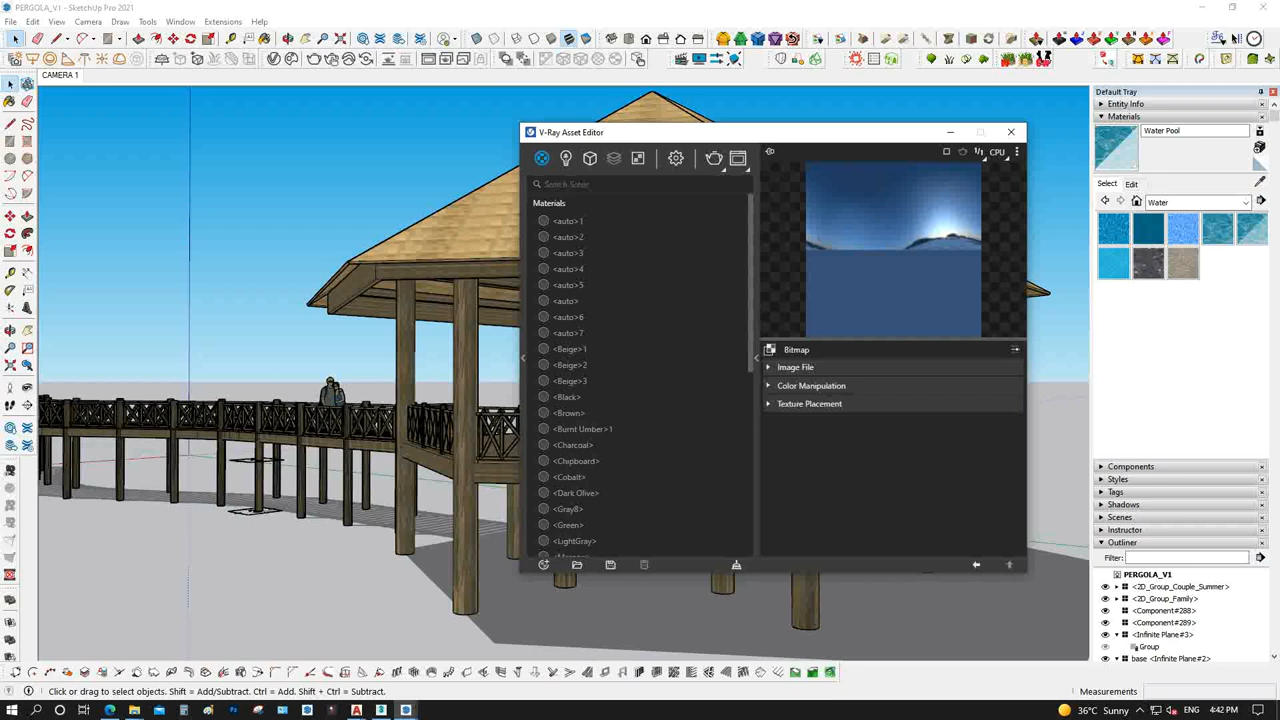 PERGOLA_V.1 - SketchUp Pro 2021
File Edit View Camera Draw Tools Window Extensions Help
CAMERA 1
V-Ray Asset Editor
CPU
1/1
Search Scene
Materials
<auto>1
<auto>2
<auto>3
<auto>4
<auto>5
<auto>
<auto>6
<auto>7
<Beige>1
<Beige>2
<Beige>3
<Black>
<Brown>
<Burnt Umber>1
<Charcoal>
<Chipboard>
<Cobalt>
<Dark Olive>
<Gray8>
<Green>
<LightGray>
Bitmap
Image File
Color Manipulation
Texture Placement
Default Tray
Entity Info
Materials
Water Pool
Select Edit
Water
Components
Styles
Tags
Shadows
Scenes
Instructor
Outliner
Filter:
PERGOLA_V1
<2D_Group_Couple_Summer>
<2D_Group_Family>
<Component#288>
<Component#289>
<Infinite Plane#3>
Group
base <Infinite Plane#2>
Click or drag to select objects. Shift = Add/Subtract. Ctrl = Add. Shift + Ctrl = Subtract.
Measurements
36°C Sunny
ENG
4:42 PM